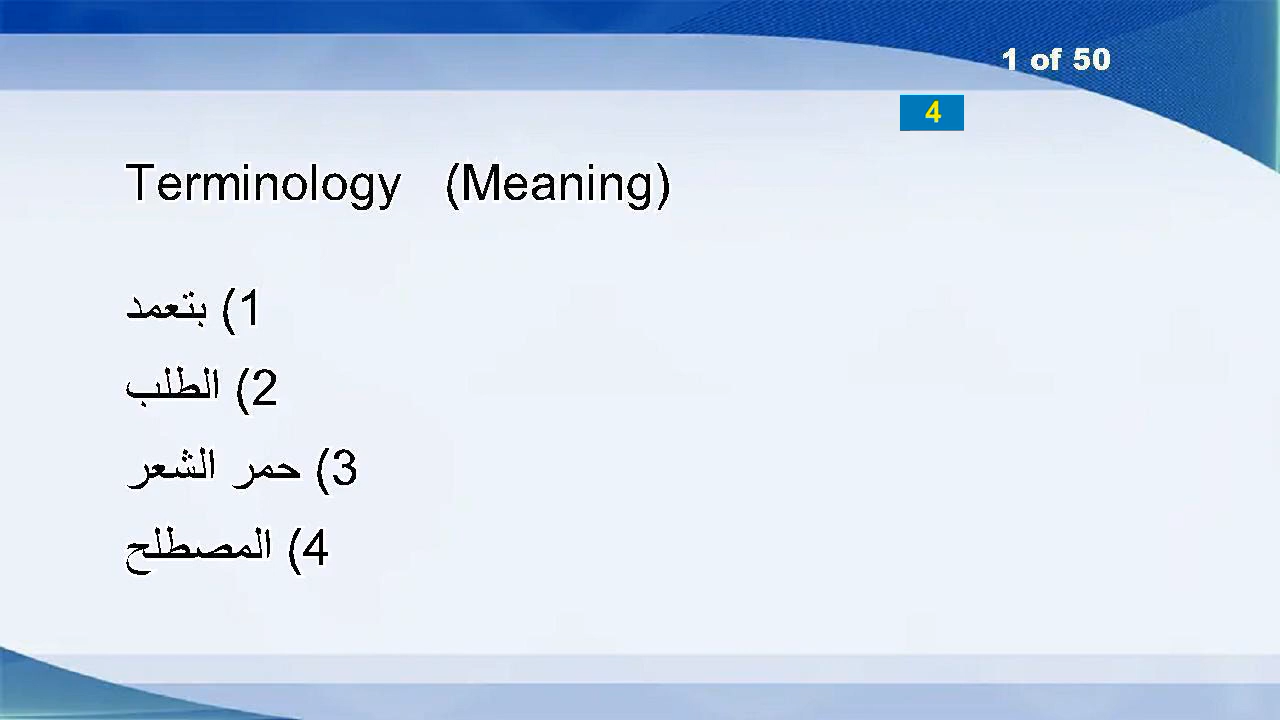 1 of 50
4
Terminology (Meaning)
1) بتعمد
2) الطلب
3) حمر الشعر
4) المصطلح